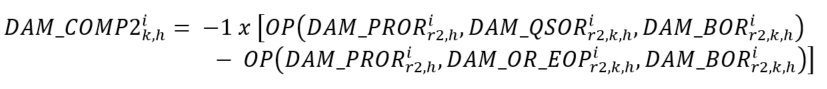 DAM_COMP2^i_{k,h} = −1 x [OP(DAM_PROR^i_{r2,h}, DAM_QSOR^i_{r2,k,h}, DAM_BOR^i_{r2,k,h})
− OP(DAM_PROR^i_{r2,h}, DAM_OR_EOP^i_{r2,k,h}, DAM_BOR^i_{r2,k,h})]